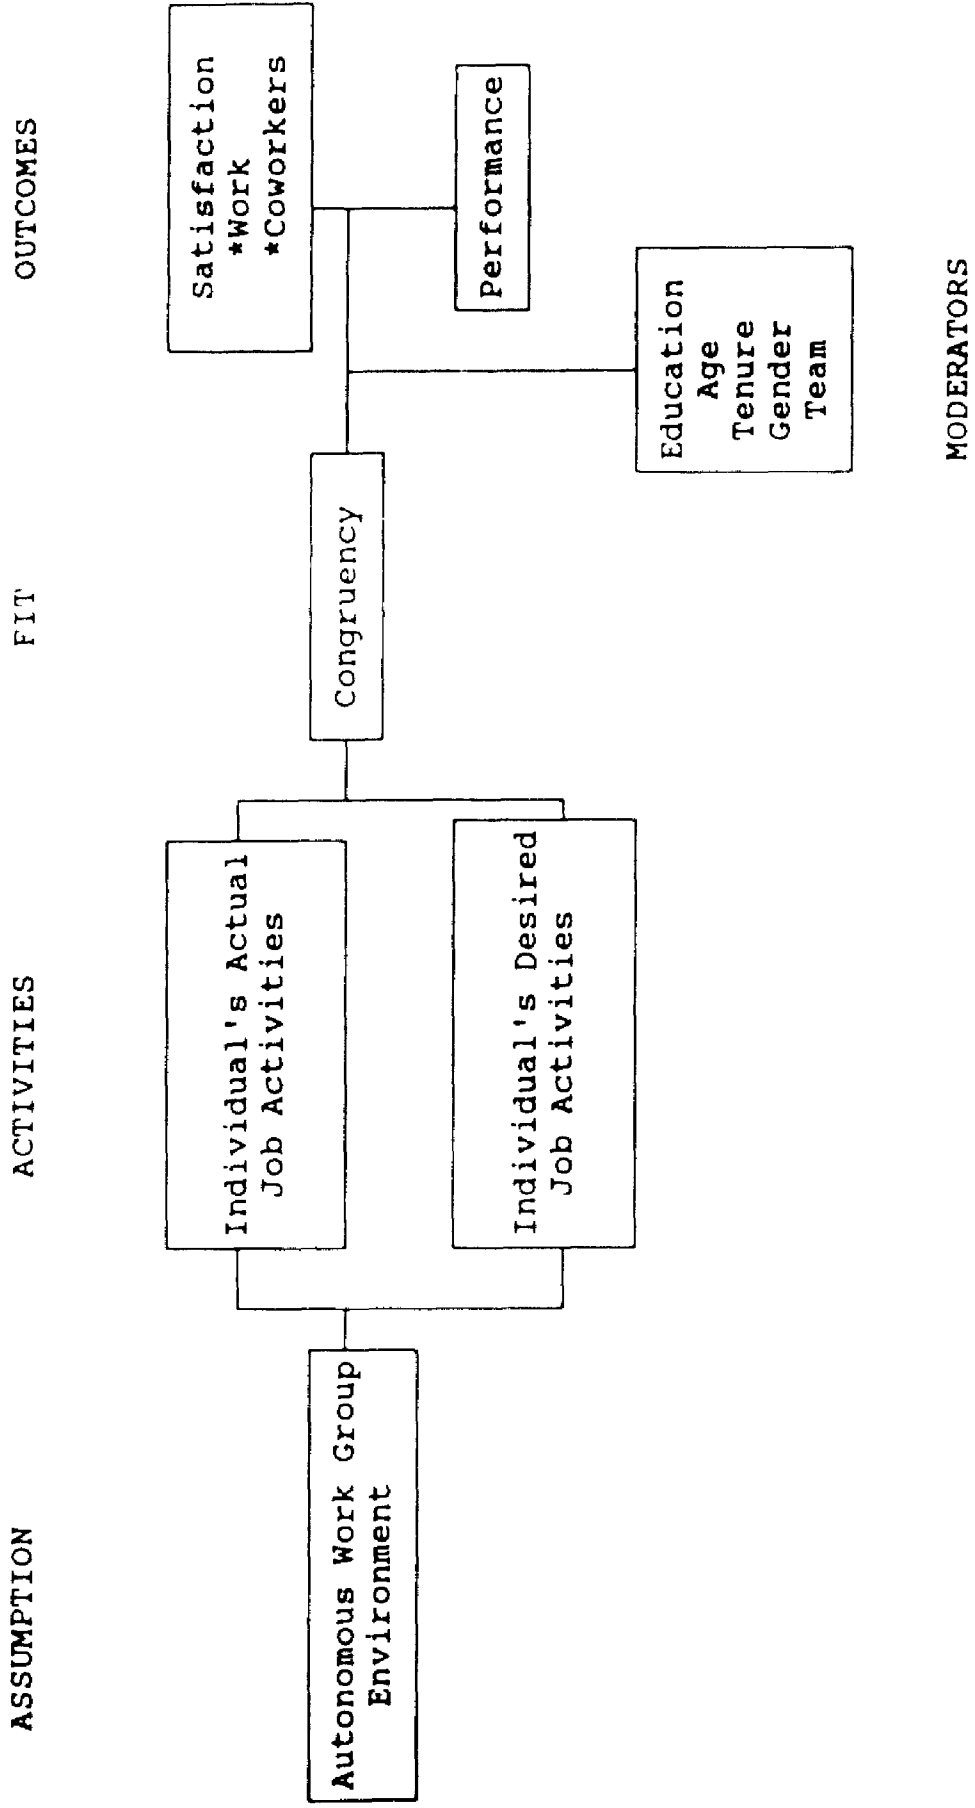 ASSUMPTION
ACTIVITIES
FIT
OUTCOMES
Autonomous Work Group
Environment
Individual's Actual
Job Activities
Individual's Desired
Job Activities
Congruency
Satisfaction
*Work
*Coworkers
Performance
Education
Age
Tenure
Gender
Team
MODERATORS